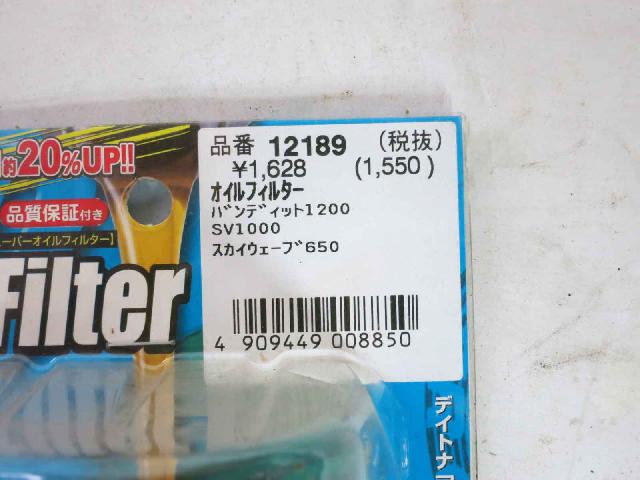 約20%UP!!
品質保証付き
ーパーオイルフィルター】
Filter
品番 12189 (税抜)
¥1,628 (1,550)
オイルフィルター
ﾊﾞﾝﾃﾞｨｯﾄ1200
SV1000
ｽｶｲｳｪｰﾌﾞ650
4 909449 008850
デイトナ